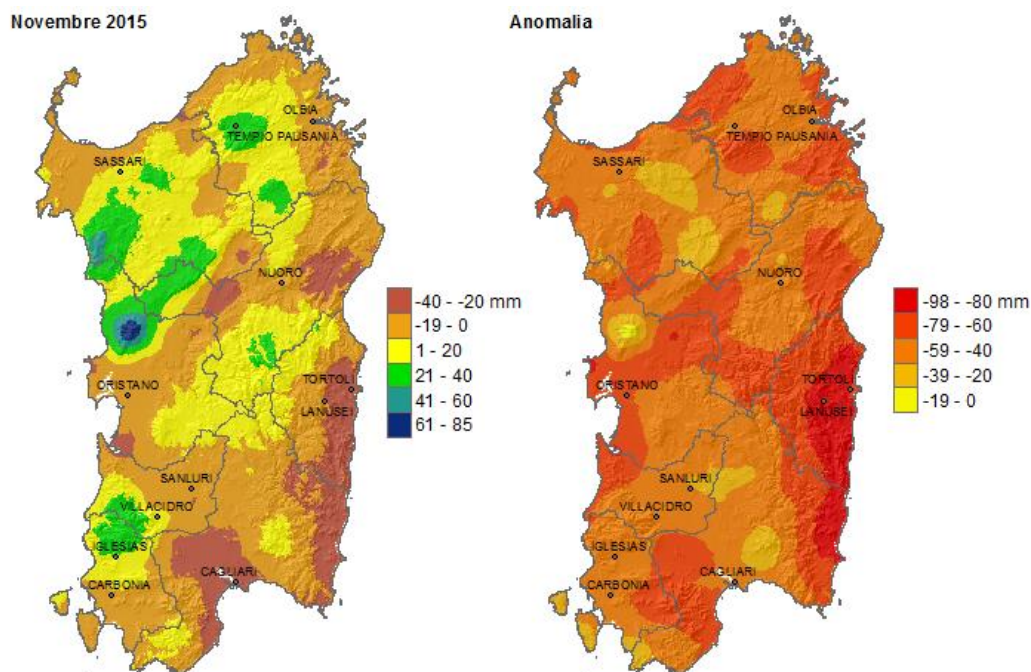 Novembre 2015
OLBIA
TEMPIO PAUSANIA
SASSARI
NUORO
ORISTANO
TORTOLI
LANUSEI
SANLURI
VILLACIDRO
IGLESIAS
CAGLIARI
CARBONIA
-40 - -20 mm
-19 - 0
1 - 20
21 - 40
41 - 60
61 - 85
Anomalia
OLBIA
TEMPIO PAUSANIA
SASSARI
NUORO
ORISTANO
TORTOLI
LANUSEI
SANLURI
VILLACIDRO
IGLESIAS
CAGLIARI
CARBONIA
-98 - -80 mm
-79 - -60
-59 - -40
-39 - -20
-19 - 0